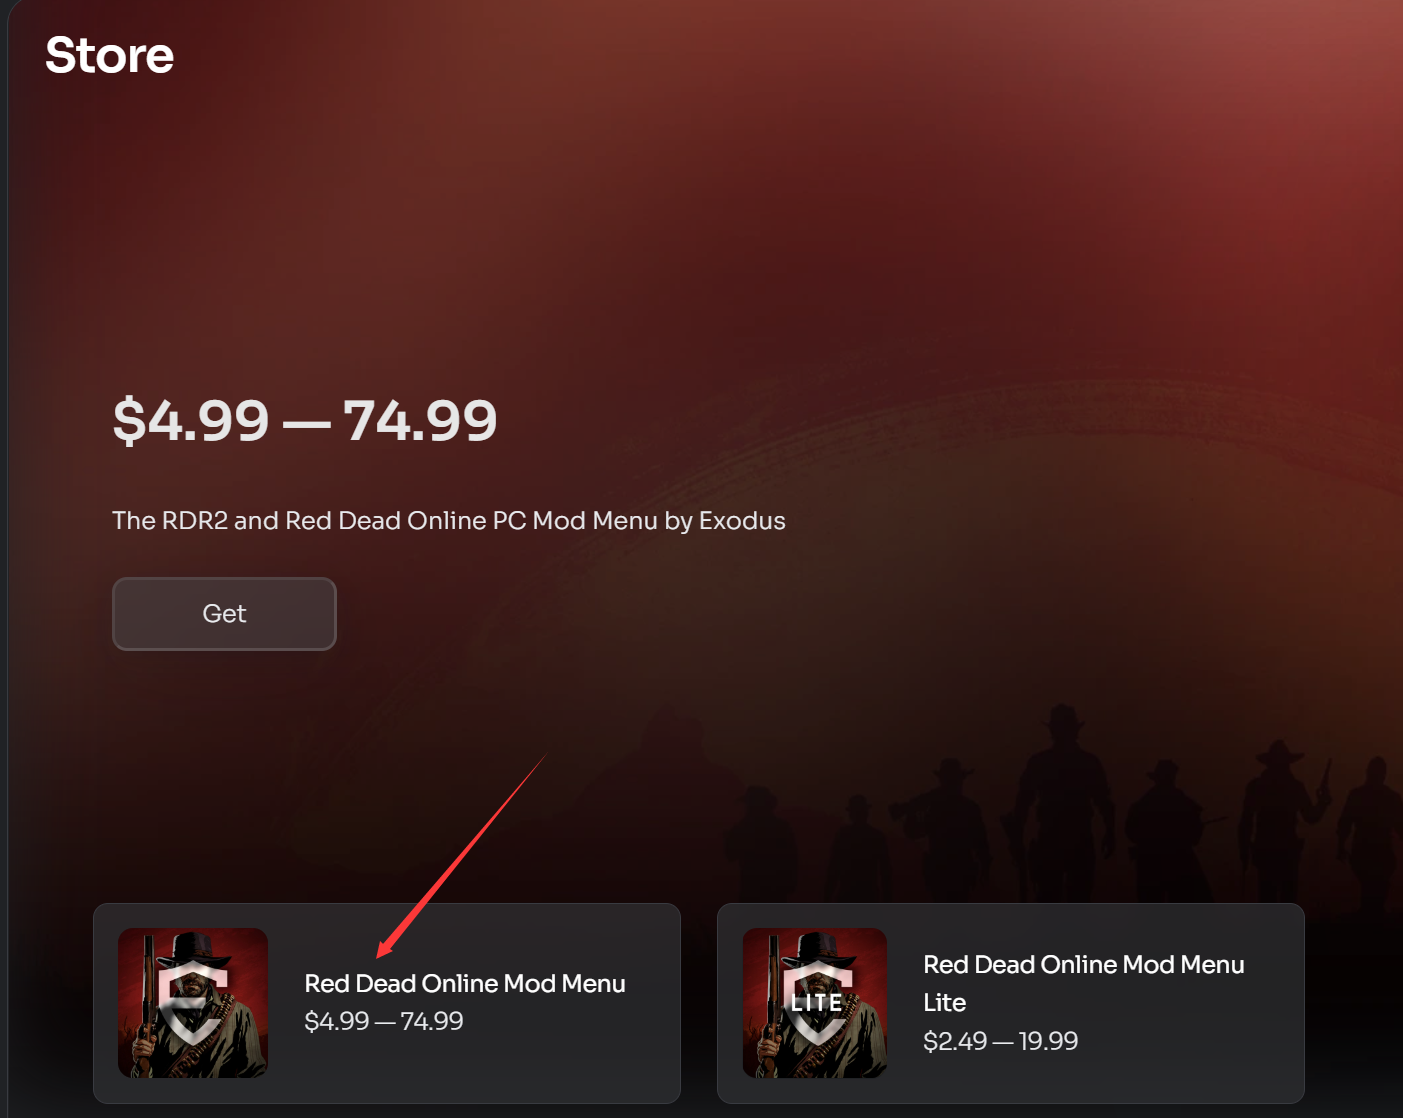 Store
$4.99 — 74.99
The RDR2 and Red Dead Online PC Mod Menu by Exodus
Get
Red Dead Online Mod Menu
$4.99 — 74.99
LITE
Red Dead Online Mod Menu
Lite
$2.49 — 19.99